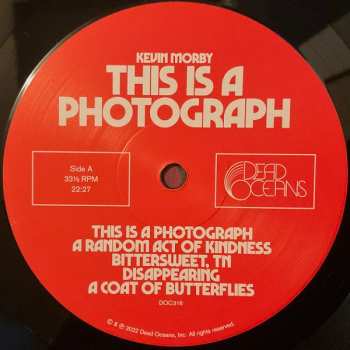 KEVIN MORBY
THIS IS A
PHOTOGRAPH
Side A
33⅓ RPM
22:27
DEAD
OCEANS
THIS IS A PHOTOGRAPH
A RANDOM ACT OF KINDNESS
BITTERSWEET, TN
DISAPPEARING
A COAT OF BUTTERFLIES
DOC318
© ℗ 2022 Dead Oceans, Inc. All rights reserved.